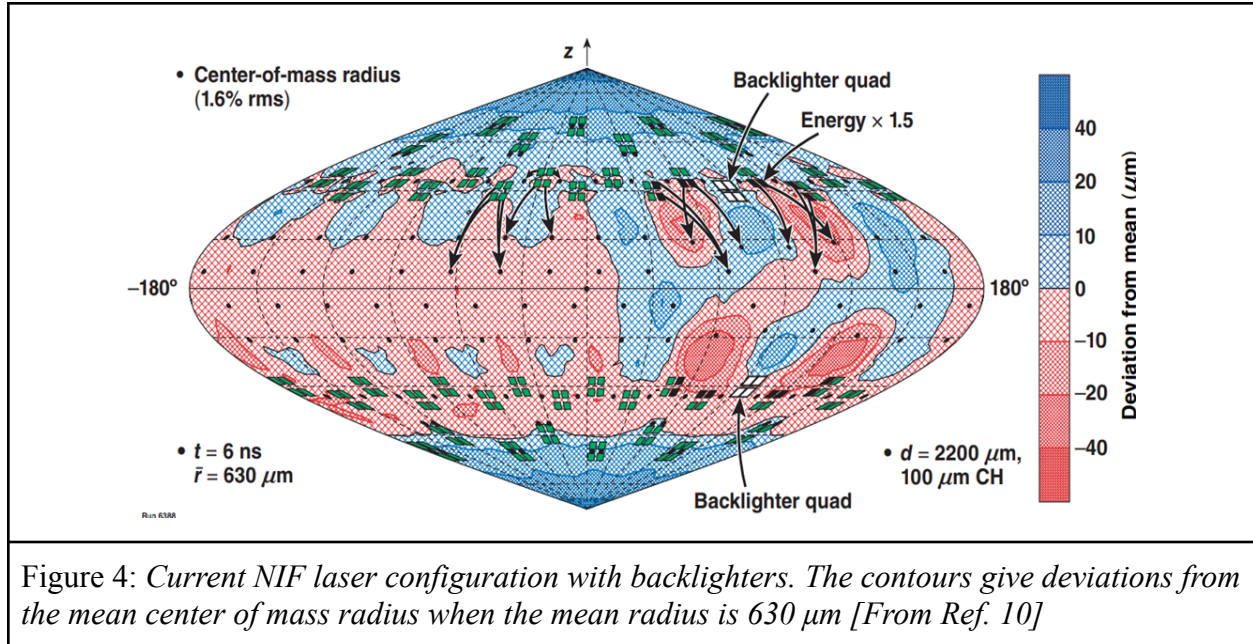 z
• Center-of-mass radius
(1.6% rms)
Backlighter quad
Energy × 1.5
–180°
180°
40
20
10
0
–10
–20
–40
Deviation from mean (μm)
• t = 6 ns
r̄ = 630 μm
• d = 2200 μm,
100 μm CH
Backlighter quad
Run 6388
Figure 4: Current NIF laser configuration with backlighters. The contours give deviations from
the mean center of mass radius when the mean radius is 630 μm [From Ref. 10]